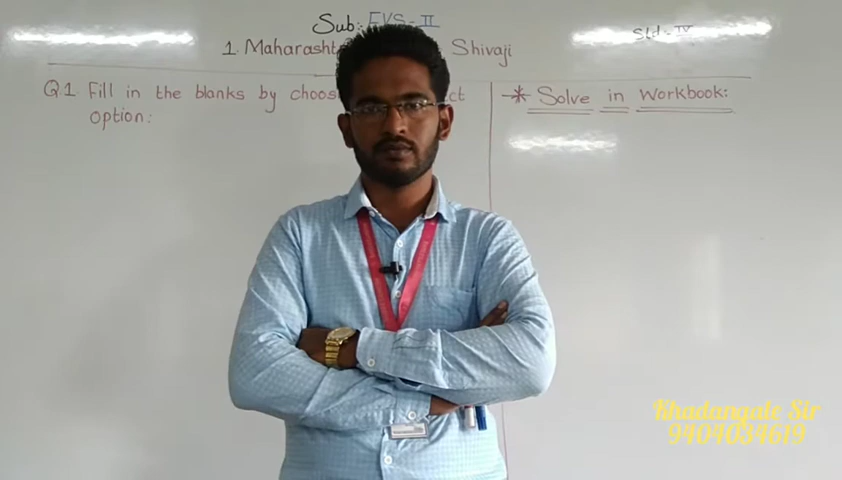 Sub: EVS - II
Std - IV
1. Maharasht Shivaji
Q.1 Fill in the blanks by choos ct
Option:
* Solve in Workbook:
Khadangale Sir
9404034619